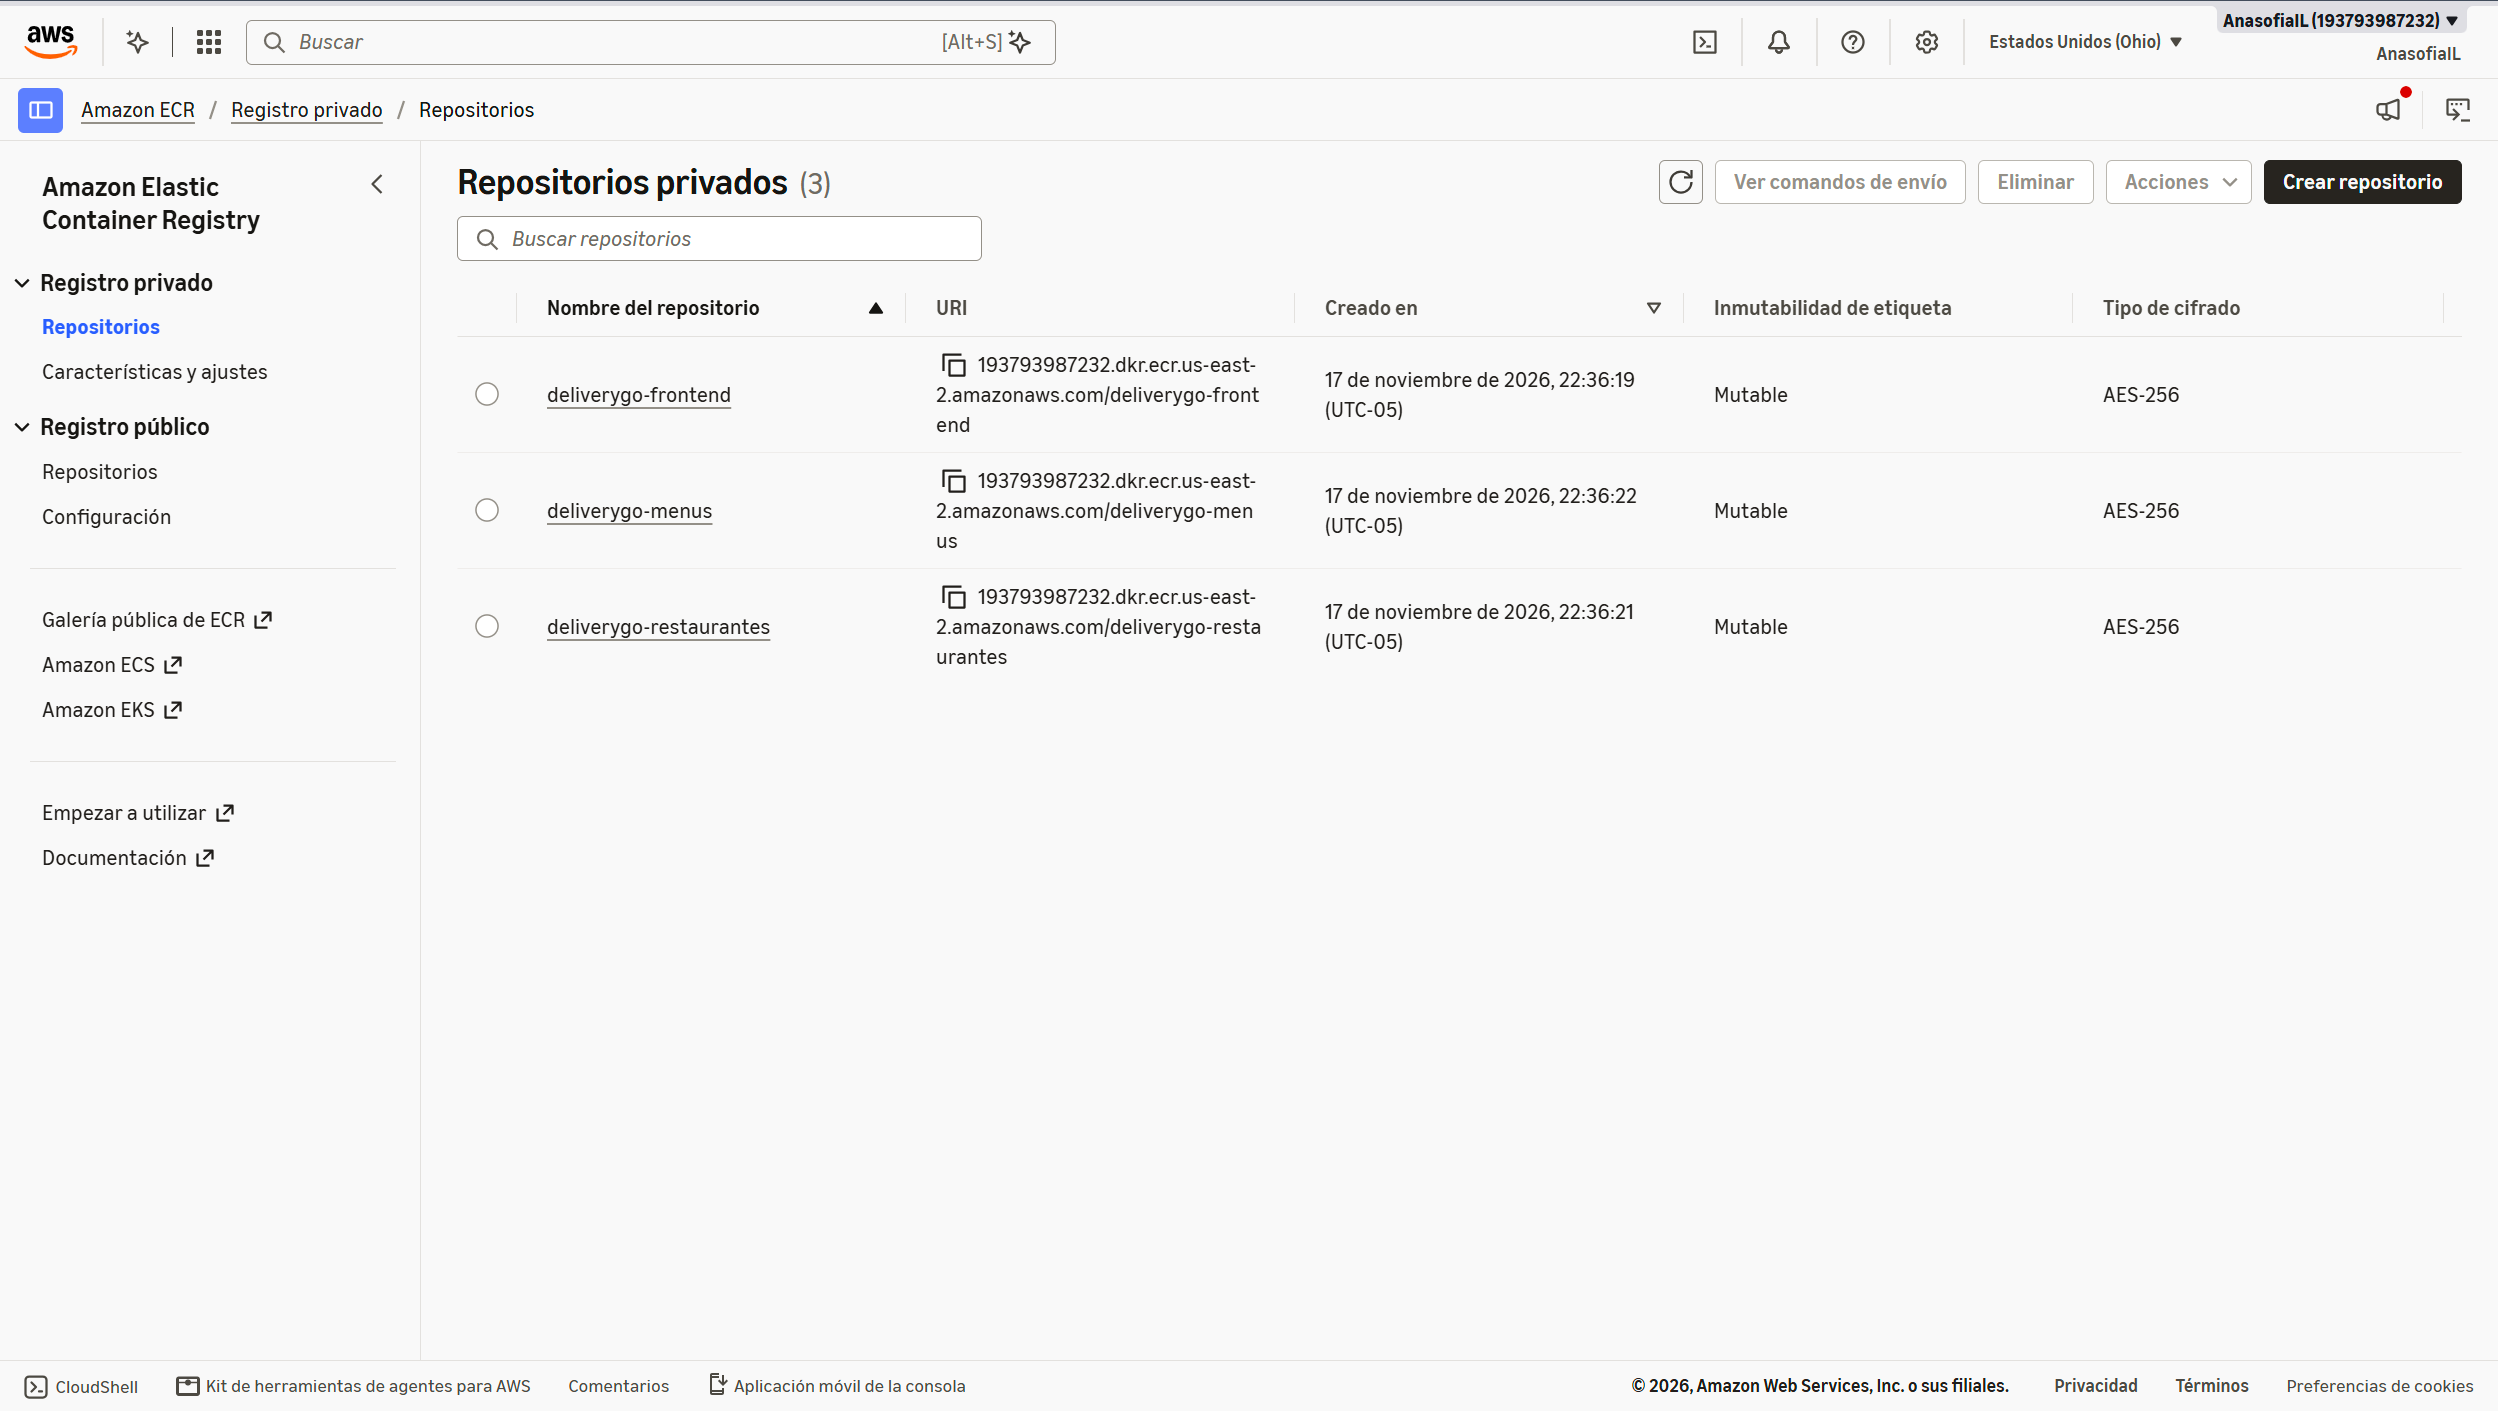 aws
Buscar [Alt+S]
Estados Unidos (Ohio)
AnasofiaIL (193793987232)
AnasofiaIL
Amazon ECR / Registro privado / Repositorios
Amazon Elastic
Container Registry
Registro privado
Repositorios
Características y ajustes
Registro público
Repositorios
Configuración
Galería pública de ECR
Amazon ECS
Amazon EKS
Empezar a utilizar
Documentación
Repositorios privados (3)
Ver comandos de envío
Eliminar
Acciones
Crear repositorio
Buscar repositorios
Nombre del repositorio
URI
Creado en
Inmutabilidad de etiqueta
Tipo de cifrado
deliverygo-frontend
193793987232.dkr.ecr.us-east-
2.amazonaws.com/deliverygo-front
end
17 de noviembre de 2026, 22:36:19
(UTC-05)
Mutable
AES-256
deliverygo-menus
193793987232.dkr.ecr.us-east-
2.amazonaws.com/deliverygo-men
us
17 de noviembre de 2026, 22:36:22
(UTC-05)
Mutable
AES-256
deliverygo-restaurantes
193793987232.dkr.ecr.us-east-
2.amazonaws.com/deliverygo-resta
urantes
17 de noviembre de 2026, 22:36:21
(UTC-05)
Mutable
AES-256
CloudShell
Kit de herramientas de agentes para AWS
Comentarios
Aplicación móvil de la consola
© 2026, Amazon Web Services, Inc. o sus filiales.
Privacidad
Términos
Preferencias de cookies